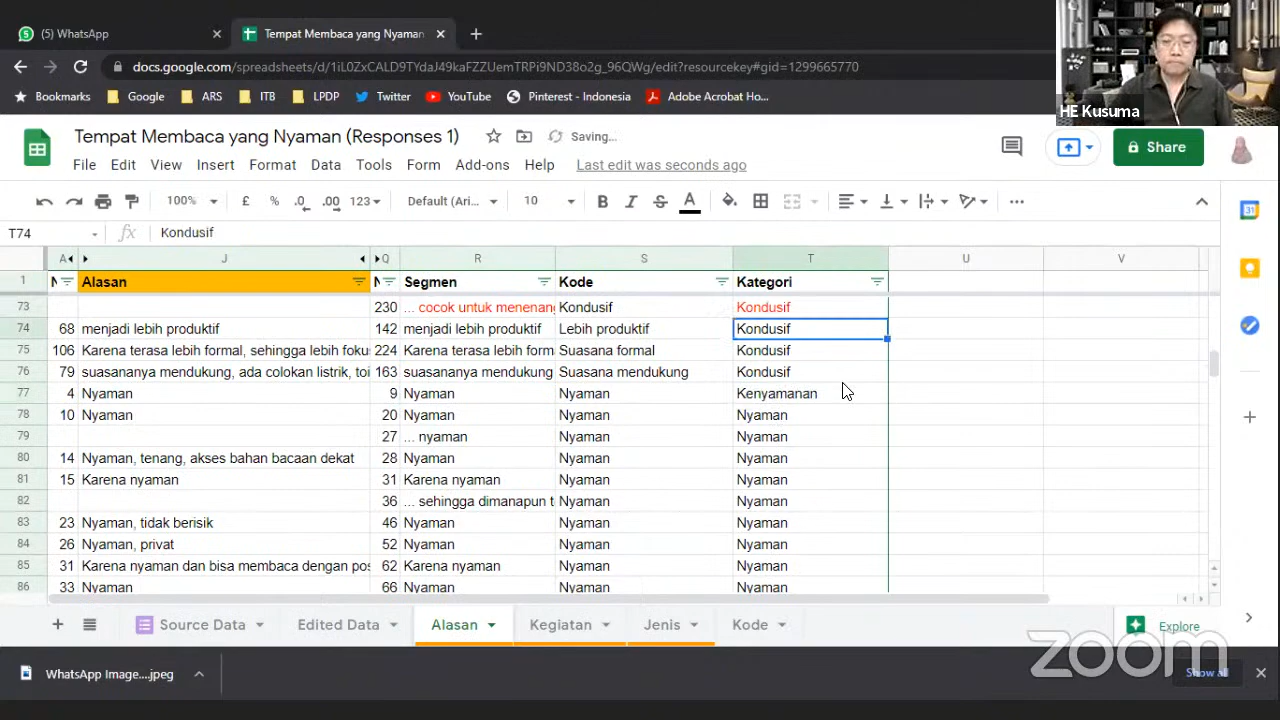 (5) WhatsApp
Tempat Membaca yang Nyaman
docs.google.com/spreadsheets/d/
/edit?resourcekey#gid=1299665770
Bookmarks Google ARS ITB LPDP Twitter YouTube Pinterest - Indonesia Adobe Acrobat Ho...
HE Kusuma
Tempat Membaca yang Nyaman (Responses 1) Saving...
File Edit View Insert Format Data Tools Form Add-ons Help Last edit was seconds ago
Share
100% £ % .0 .00 123 Default (Ari... 10 B I S A
T74 fx Kondusif
A J Q R S T U V
1 N Alasan N Segmen Kode Kategori
73 230 ... cocok untuk menenan Kondusif Kondusif
74 68 menjadi lebih produktif 142 menjadi lebih produktif Lebih produktif Kondusif
75 106 Karena terasa lebih formal, sehingga lebih foku 224 Karena terasa lebih form Suasana formal Kondusif
76 79 suasananya mendukung, ada colokan listrik, toi 163 suasananya mendukung Suasana mendukung Kondusif
77 4 Nyaman 9 Nyaman Nyaman Kenyamanan
78 10 Nyaman 20 Nyaman Nyaman Nyaman
79 27 ... nyaman Nyaman Nyaman
80 14 Nyaman, tenang, akses bahan bacaan dekat 28 Nyaman Nyaman Nyaman
81 15 Karena nyaman 31 Karena nyaman Nyaman Nyaman
82 36 ... sehingga dimanapun t Nyaman Nyaman
83 23 Nyaman, tidak berisik 46 Nyaman Nyaman Nyaman
84 26 Nyaman, privat 52 Nyaman Nyaman Nyaman
85 31 Karena nyaman dan bisa membaca dengan pos 62 Karena nyaman Nyaman Nyaman
86 33 Nyaman 66 Nyaman Nyaman Nyaman
Source Data Edited Data Alasan Kegiatan Jenis Kode Explore
zoom
WhatsApp Image....jpeg Show all